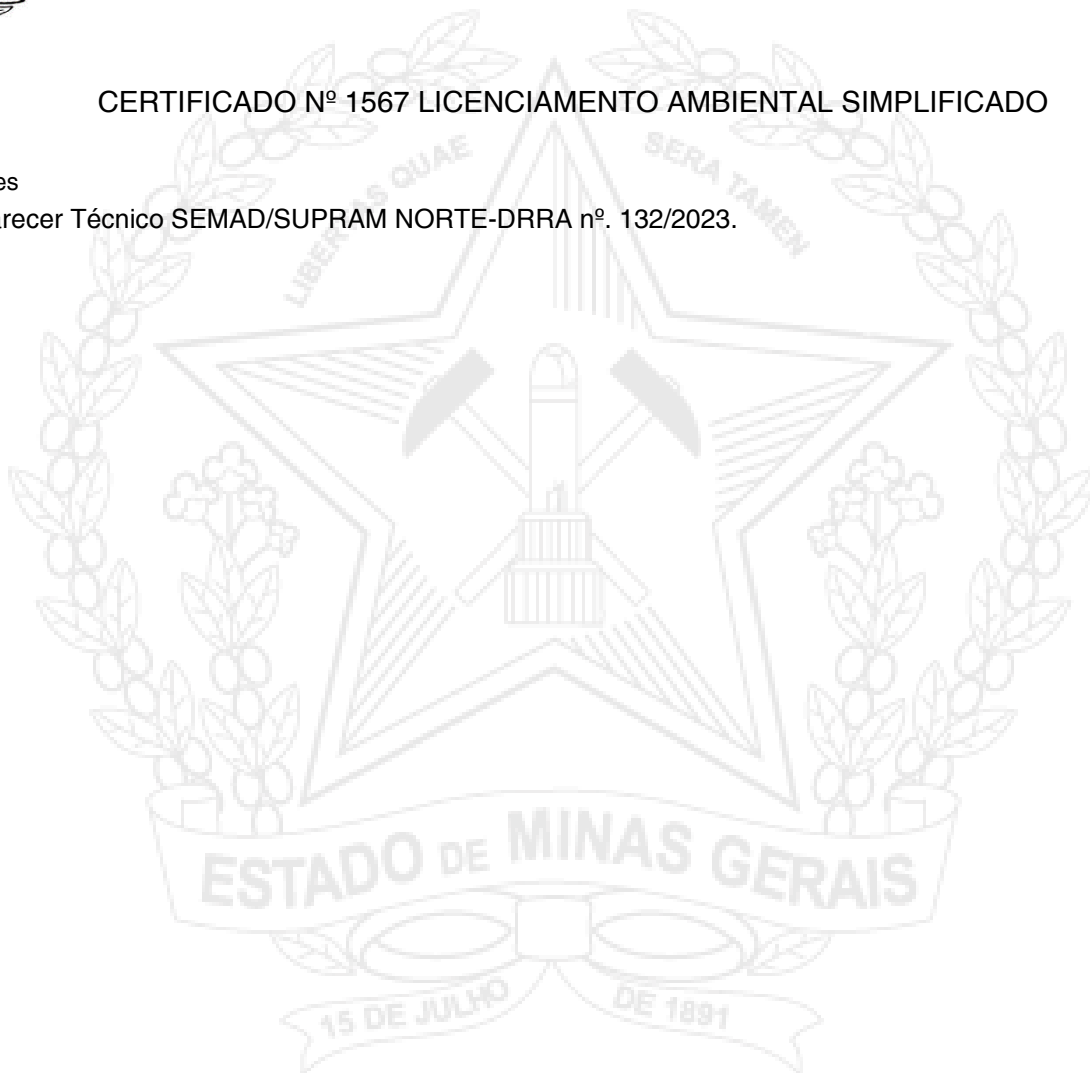 CERTIFICADO Nº 1567 LICENCIAMENTO AMBIENTAL SIMPLIFICADO
es
arecer Técnico SEMAD/SUPRAM NORTE-DRRA nº. 132/2023.
LIBERTAS QUAE SERA TAMEN
ESTADO DE MINAS GERAIS
15 DE JULHO DE 1891